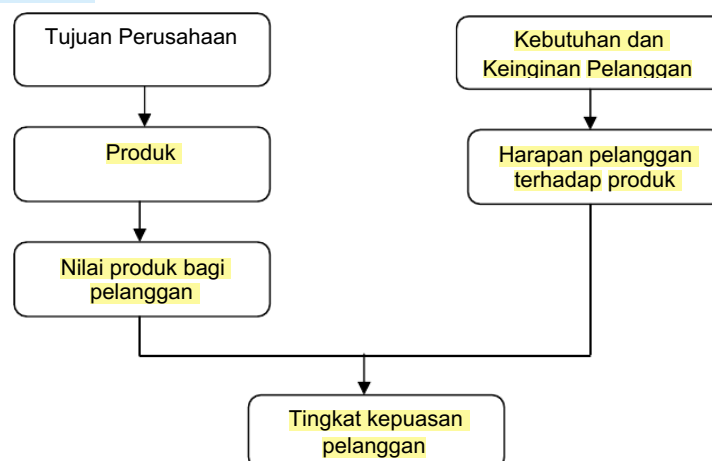 Tujuan Perusahaan
Kebutuhan dan
Keinginan Pelanggan
Produk
Harapan pelanggan
terhadap produk
Nilai produk bagi
pelanggan
Tingkat kepuasan
pelanggan